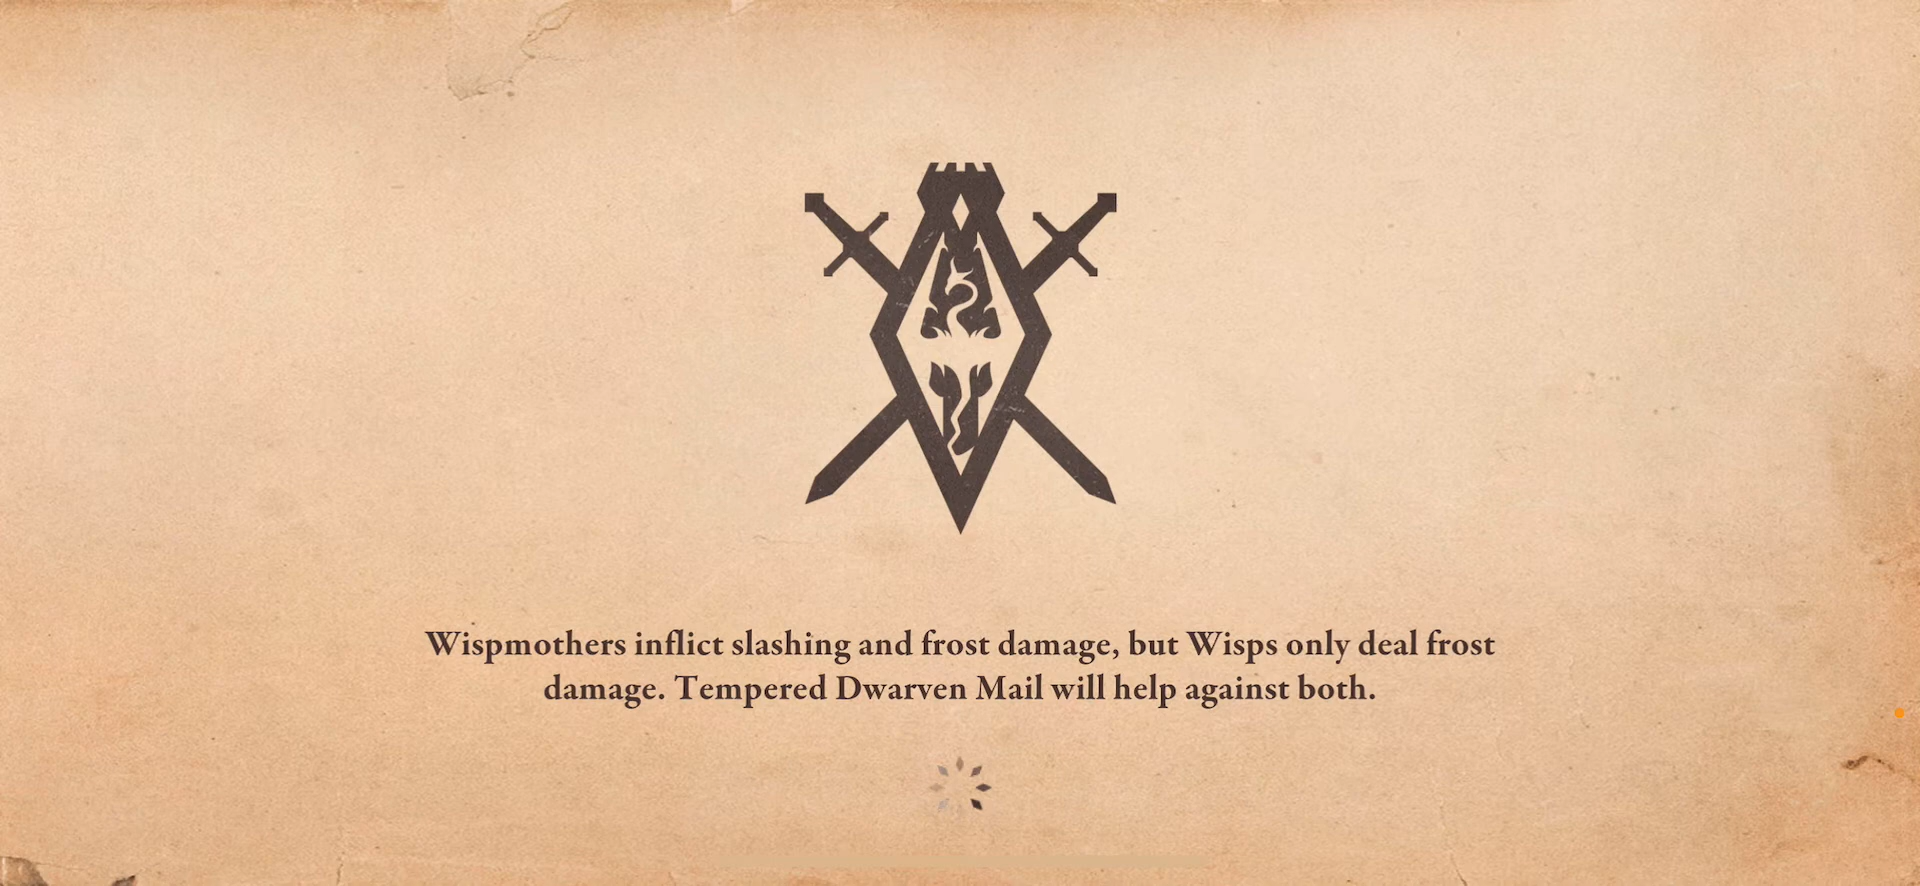 Wispmothers inflict slashing and frost damage, but Wisps only deal frost
damage. Tempered Dwarven Mail will help against both.